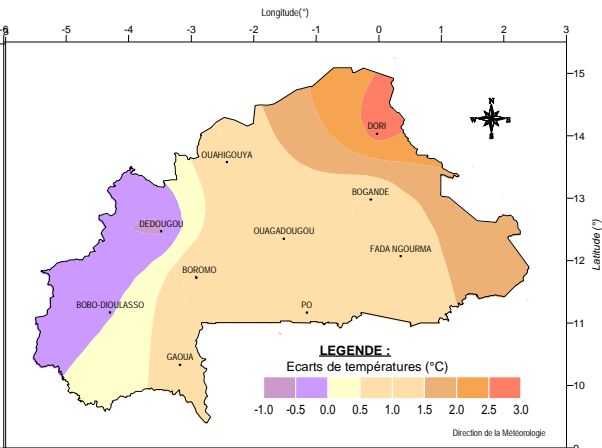 Longitude(°)
-6 -5 -4 -3 -2 -1 0 1 2 3
15
N
W E
S
DORI
14
OUAHIGOUYA
BOGANDE
13
DEDOUGOU
OUAGADOUGOU
FADA NGOURMA
Latitude (°)
12
BOROMO
BOBO-DIOULASSO
PO
11
LEGENDE :
GAOUA
Ecarts de températures (°C)
10
-1.0 -0.5 0.0 0.5 1.0 1.5 2.0 2.5 3.0
Direction de la Météorologie
9